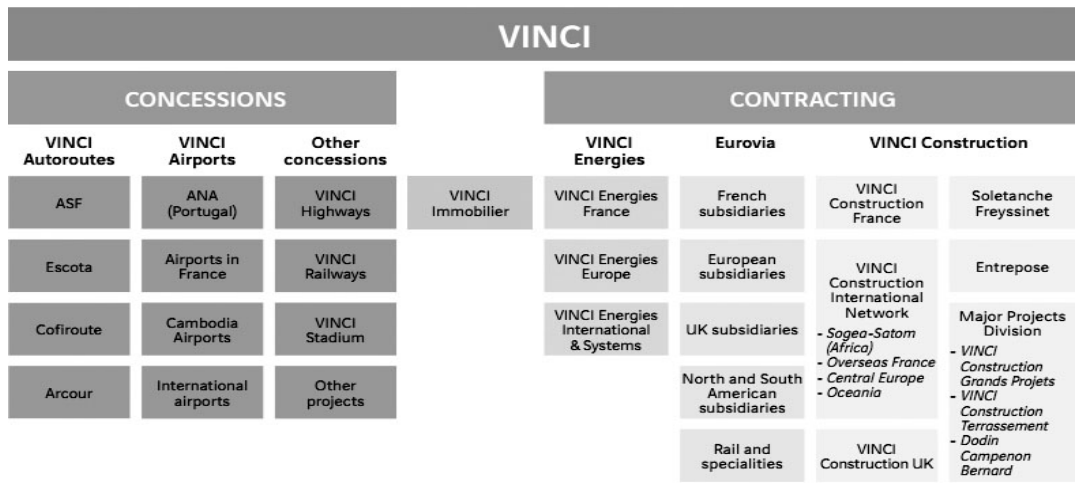 VINCI
CONCESSIONS
VINCI
Autoroutes
ASF
Escota
Cofiroute
Arcour
VINCI
Airports
ANA
(Portugal)
Airports in
France
Cambodia
Airports
International
airports
Other
concessions
VINCI
Highways
VINCI
Railways
VINCI
Stadium
Other
projects
VINCI
Immobilier
CONTRACTING
VINCI
Energies
VINCI Energies
France
VINCI Energies
Europe
VINCI Energies
International
& Systems
Eurovia
French
subsidiaries
European
subsidiaries
UK subsidiaries
North and South
American
subsidiaries
Rail and
specialities
VINCI Construction
VINCI
Construction
France
VINCI
Construction
International
Network
- Sogea-Satom
(Africa)
- Overseas France
- Central Europe
- Oceania
VINCI
Construction UK
Soletanche
Freyssinet
Entrepose
Major Projects
Division
- VINCI
Construction
Grands Projets
- VINCI
Construction
Terrassement
- Dodin
Campenon
Bernard